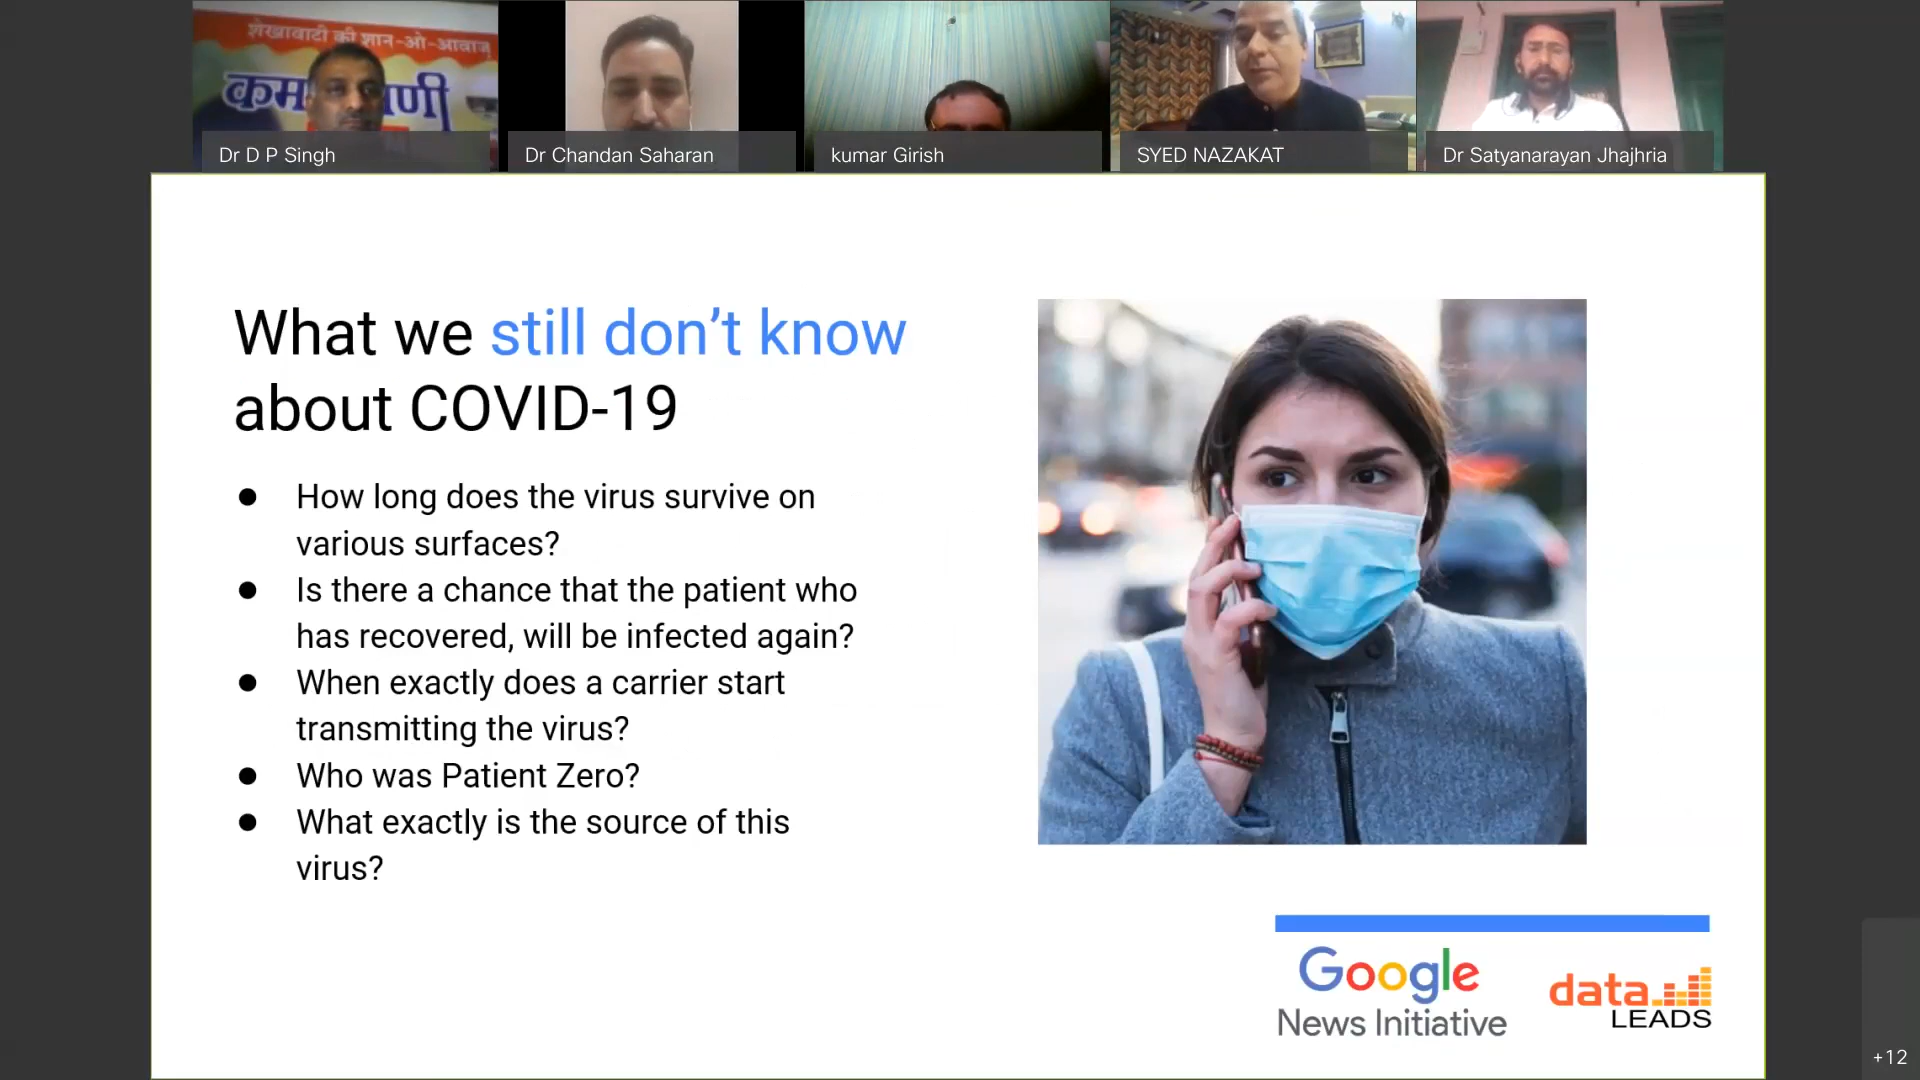 शेखावाटी की ज्ञान-ओ-आवाज
Dr D P Singh
Dr Chandan Saharan
kumar Girish
SYED NAZAKAT
Dr Satyanarayan Jhajhria
What we still don’t know
about COVID-19
● How long does the virus survive on
various surfaces?
● Is there a chance that the patient who
has recovered, will be infected again?
● When exactly does a carrier start
transmitting the virus?
● Who was Patient Zero?
● What exactly is the source of this
virus?
Google
News Initiative
data
LEADS
+12